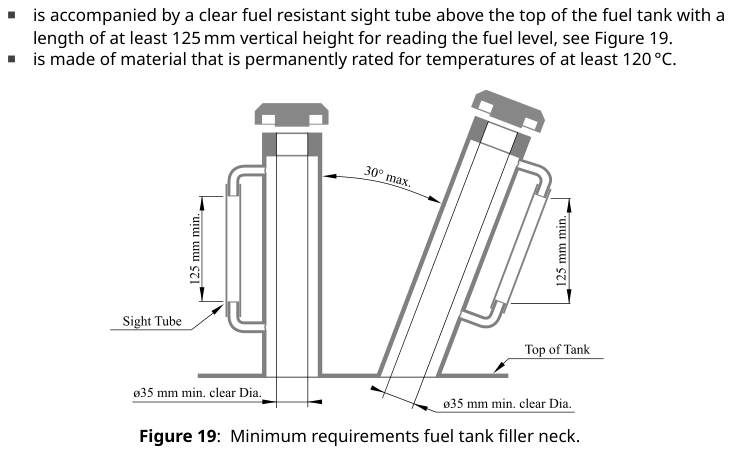 ▪ is accompanied by a clear fuel resistant sight tube above the top of the fuel tank with a
length of at least 125 mm vertical height for reading the fuel level, see Figure 19.
▪ is made of material that is permanently rated for temperatures of at least 120 °C.
30° max.
125 mm min.
125 mm min.
Sight Tube
Top of Tank
ø35 mm min. clear Dia.
ø35 mm min. clear Dia.
Figure 19: Minimum requirements fuel tank filler neck.